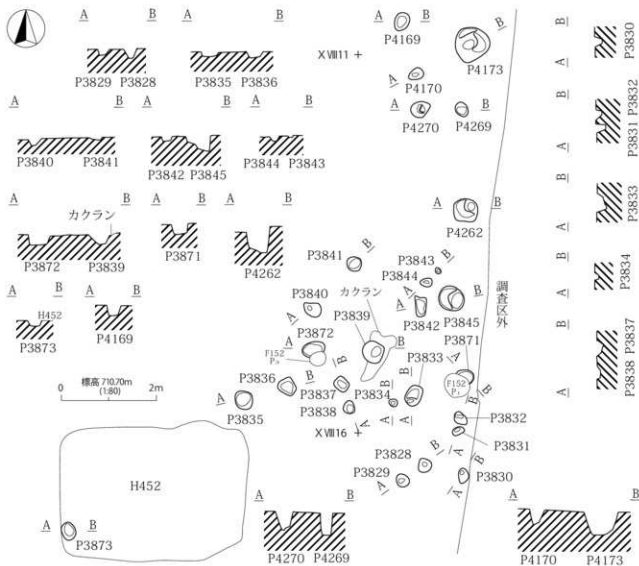 A B A B
P3829 P3828 P3835 P3836
A B A B A B
P3840 P3841 P3842 P3845 P3844 P3843
A B A B A B
カクラン
P3872 P3839 P3871 P4262
A B A B
H452
P3873 P4169
標高 710.70m
0 (1:80) 2m
XⅧ11
A B
P4169
B
P4173
A
P4170
A B
P4270 P4269
A B
P4262
P3841 B
P3843
P3844
カクラン
A
P3842 B
P3845
調査区外
P3840
A
P3839
P3872
A B B
F152
P3833
A
P3871
F152
P1
B
P3836 B
P3837 P3834
B B
A
P3835
P3838
A A A
B
P3832
P3831
A
XⅧ16
P3828
B
P3829
A
B
P3830
A
H452
A B
P3873
A B
P4270 P4269
A B
P4170 P4173
B
P3830
A
B
P3831 P3832
A
B
P3833
A
B
P3834
A
B
P3838 P3837
A